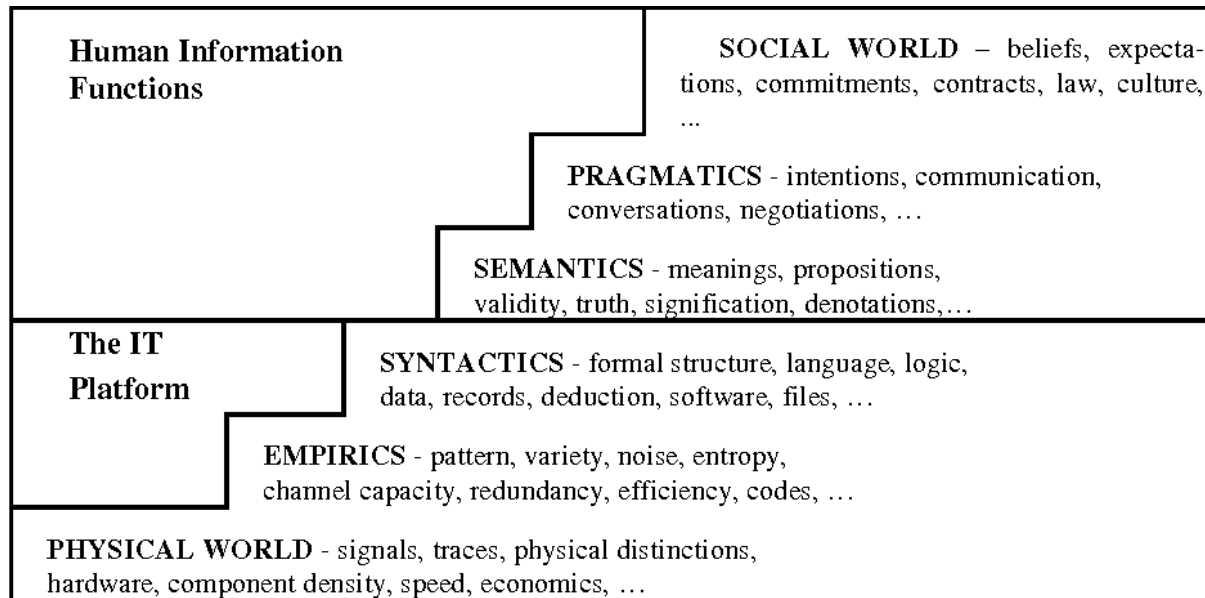 Human Information
Functions
SOCIAL WORLD – beliefs, expecta-
tions, commitments, contracts, law, culture,
...
PRAGMATICS - intentions, communication,
conversations, negotiations, …
SEMANTICS - meanings, propositions,
validity, truth, signification, denotations,…
The IT
Platform
SYNTACTICS - formal structure, language, logic,
data, records, deduction, software, files, …
EMPIRICS - pattern, variety, noise, entropy,
channel capacity, redundancy, efficiency, codes, …
PHYSICAL WORLD - signals, traces, physical distinctions,
hardware, component density, speed, economics, …